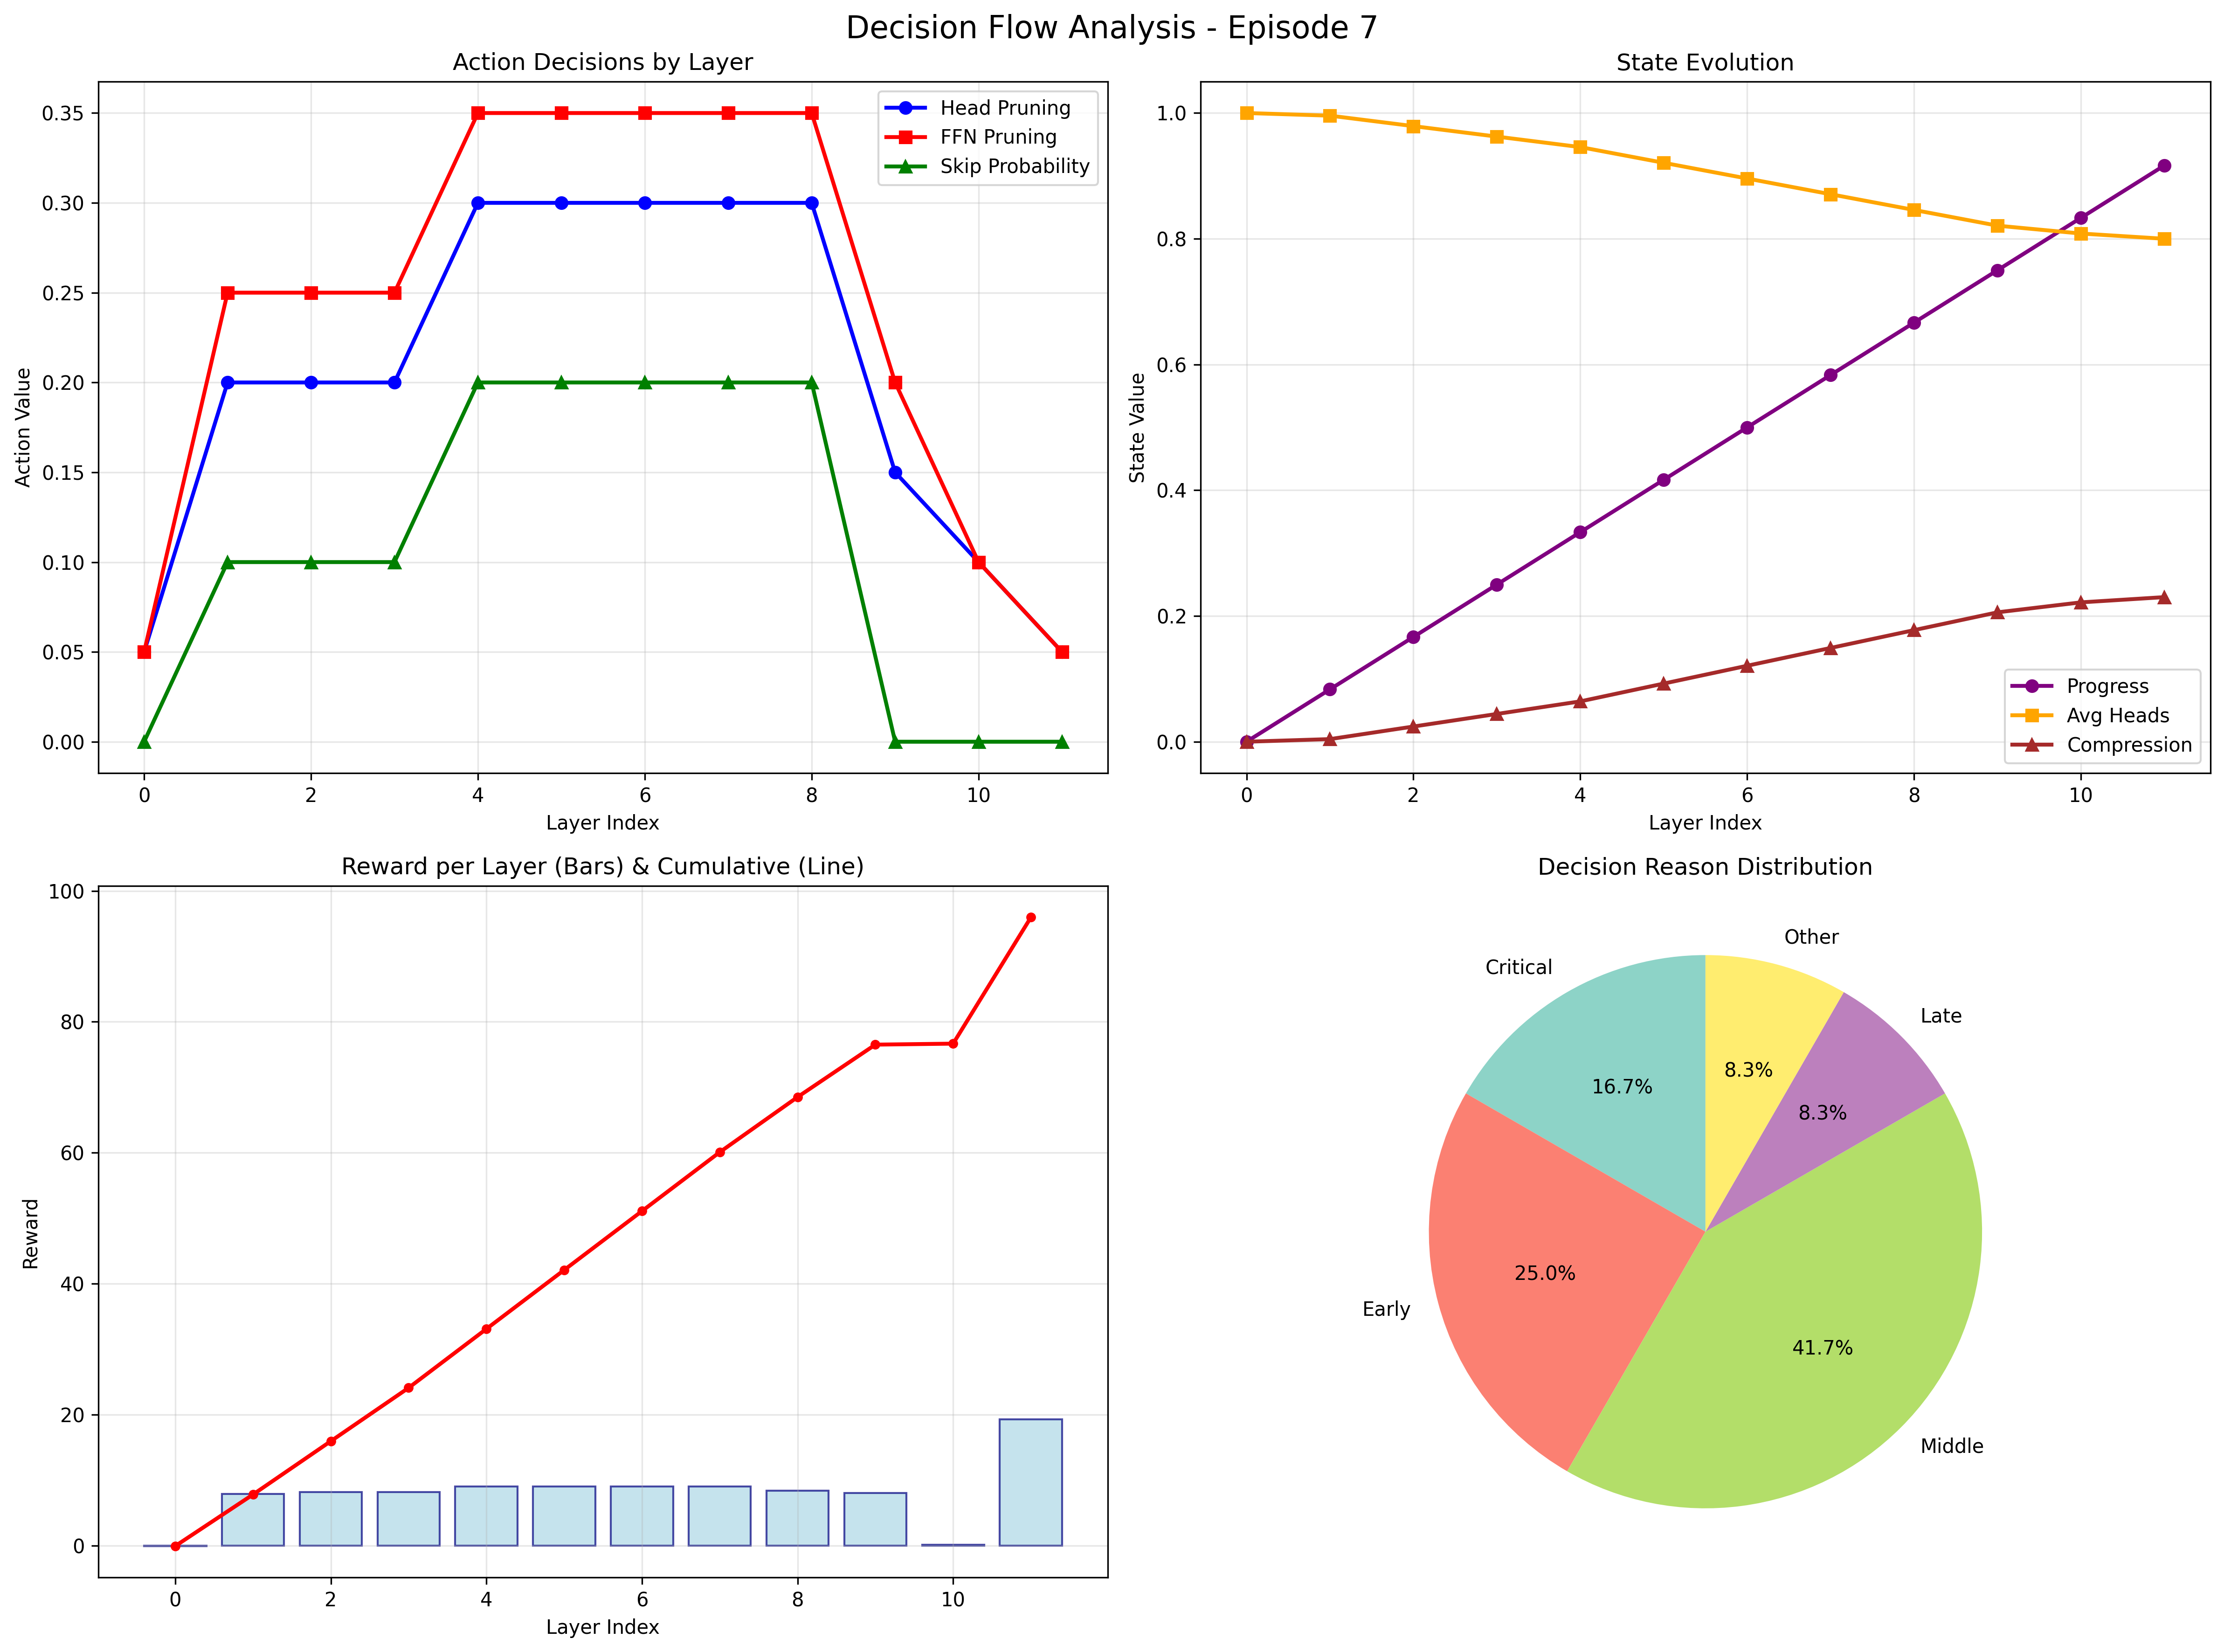 Decision Flow Analysis - Episode 7
Action Decisions by Layer
Action Value
0.35
0.30
0.25
0.20
0.15
0.10
0.05
0.00
Head Pruning
FFN Pruning
Skip Probability
0 2 4 6 8 10
Layer Index
State Evolution
State Value
1.0
0.8
0.6
0.4
0.2
0.0
Progress
Avg Heads
Compression
0 2 4 6 8 10
Layer Index
Reward per Layer (Bars) & Cumulative (Line)
Reward
100
80
60
40
20
0
0 2 4 6 8 10
Layer Index
Decision Reason Distribution
Other
Critical
Late
8.3%
16.7%
8.3%
25.0%
Early
41.7%
Middle